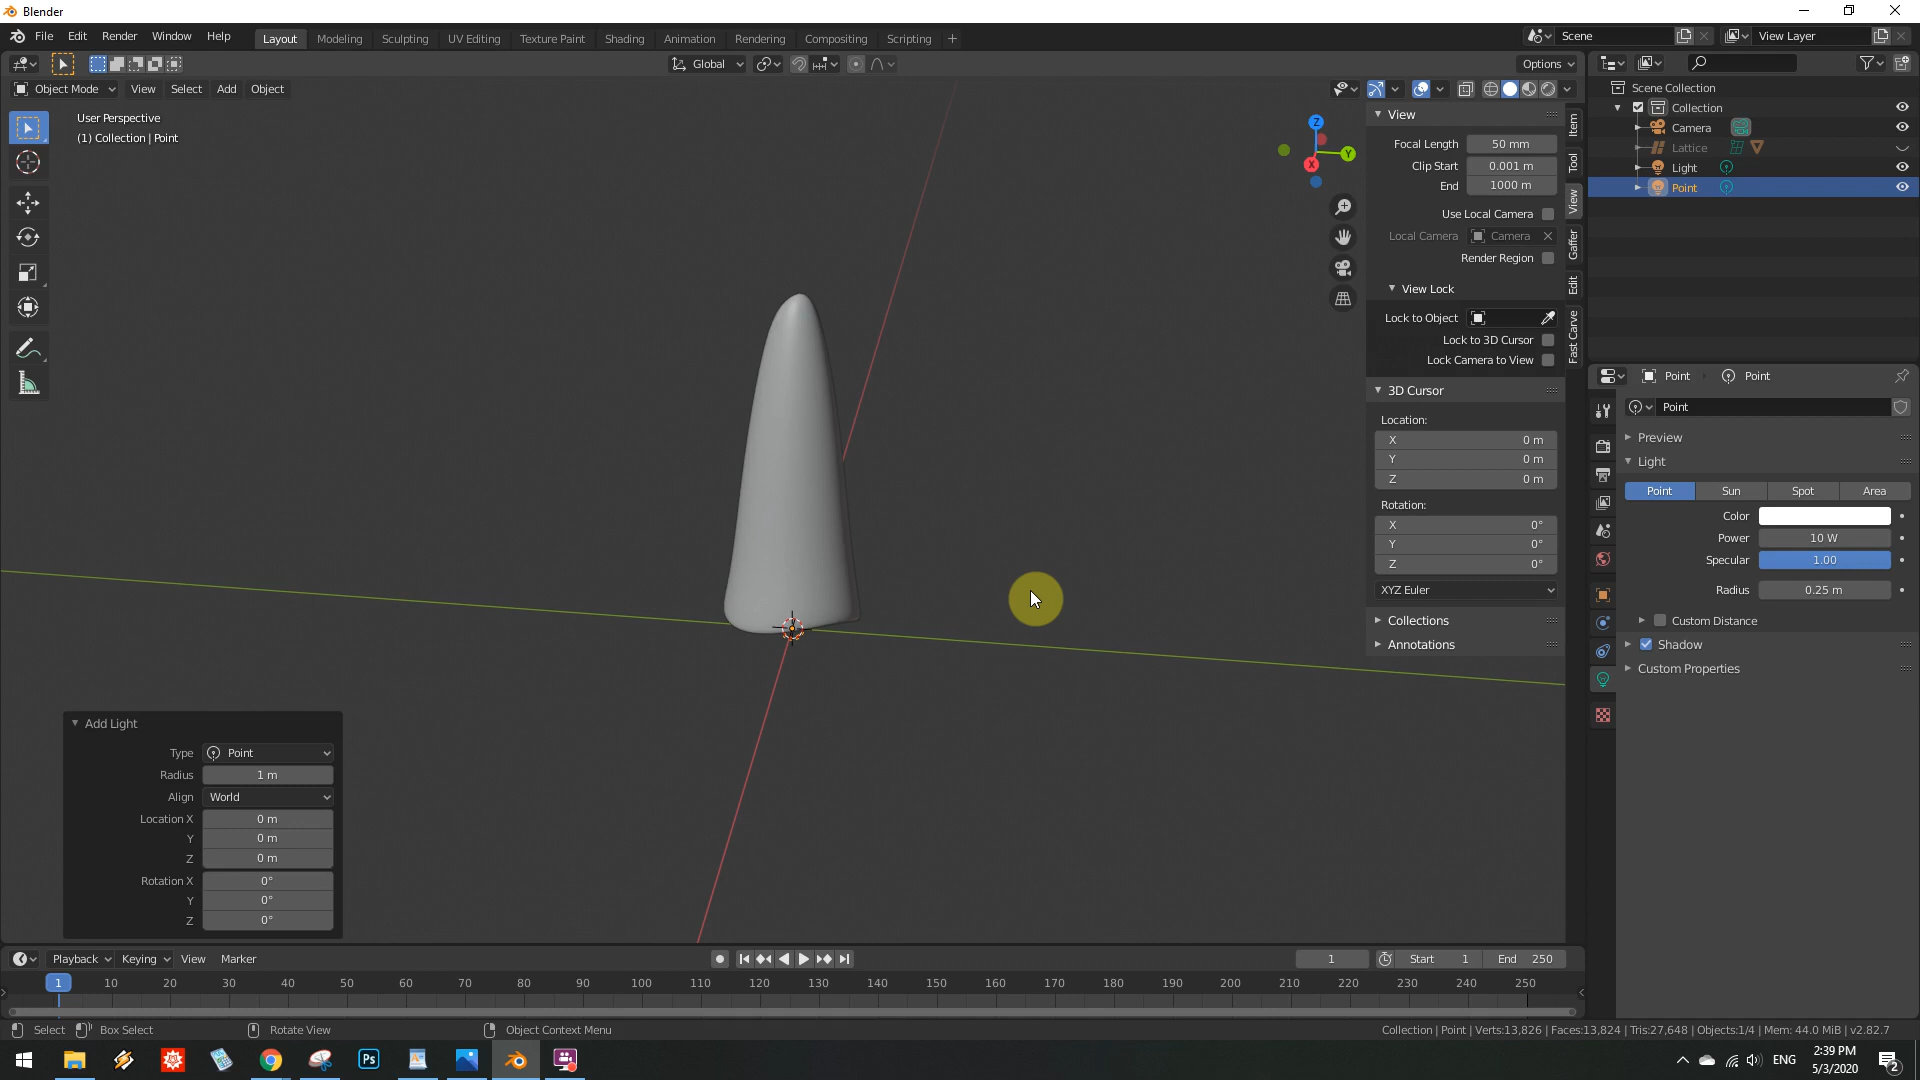 Blender
File Edit Render Window Help
Layout Modeling Sculpting UV Editing Texture Paint Shading Animation Rendering Compositing Scripting +
Scene
View Layer
Global
Options
Object Mode View Select Add Object
User Perspective
(1) Collection | Point
Z
Y
X
View
Focal Length 50 mm
Clip Start 0.001 m
End 1000 m
Use Local Camera
Local Camera Camera
Render Region
View Lock
Lock to Object
Lock to 3D Cursor
Lock Camera to View
3D Cursor
Location:
X 0 m
Y 0 m
Z 0 m
Rotation:
X 0°
Y 0°
Z 0°
XYZ Euler
Collections
Annotations
Item
Tool
View
Gaffer
Edit
Fast Carve
Scene Collection
Collection
Camera
Lattice
Light
Point
Point Point
Point
Preview
Light
Point Sun Spot Area
Color
Power 10 W
Specular 1.00
Radius 0.25 m
Custom Distance
Shadow
Custom Properties
Add Light
Type Point
Radius 1 m
Align World
Location X 0 m
Y 0 m
Z 0 m
Rotation X 0°
Y 0°
Z 0°
Playback Keying View Marker
1 Start 1 End 250
1 10 20 30 40 50 60 70 80 90 100 110 120 130 140 150 160 170 180 190 200 210 220 230 240 250
Select Box Select Rotate View Object Context Menu
Collection | Point | Verts:13,826 | Faces:13,824 | Tris:27,648 | Objects:1/4 | Mem: 44.0 MiB | v2.82.7
Ps
ENG
2:39 PM
5/3/2020
2